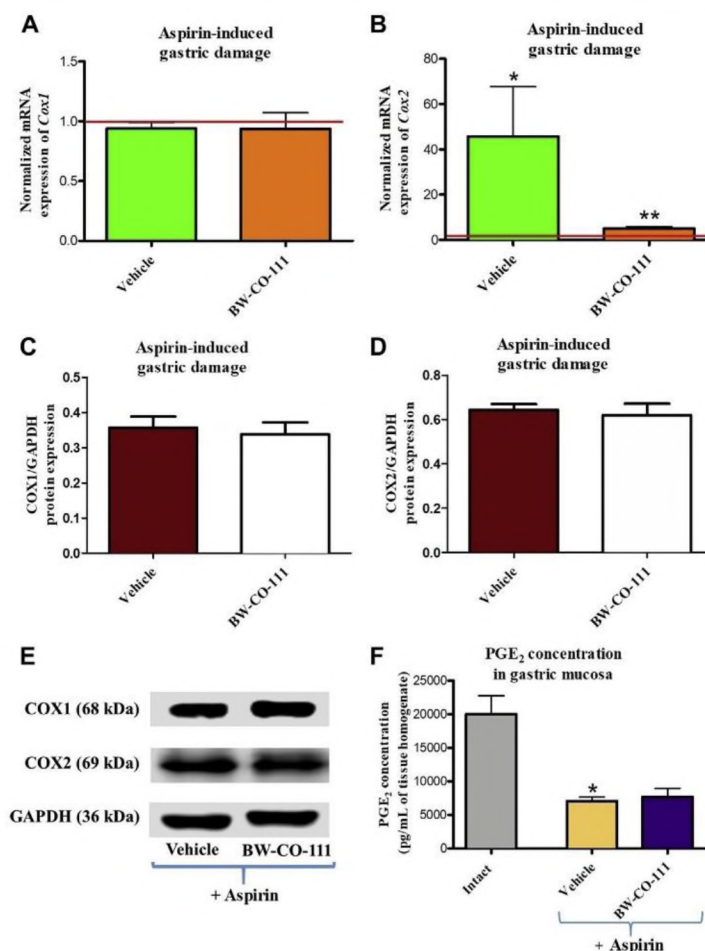 A
Aspirin-induced
gastric damage
Normalized mRNA
expression of Cox1
1.5
1.0
0.5
0.0
Vehicle
BW-CO-111
B
Aspirin-induced
gastric damage
Normalized mRNA
expression of Cox2
80
60
40
20
0
*
**
Vehicle
BW-CO-111
C
Aspirin-induced
gastric damage
COX1/GAPDH
protein expression
0.5
0.4
0.3
0.2
0.1
0.0
Vehicle
BW-CO-111
D
Aspirin-induced
gastric damage
COX2/GAPDH
protein expression
0.8
0.6
0.4
0.2
0.0
Vehicle
BW-CO-111
E
COX1 (68 kDa)
COX2 (69 kDa)
GAPDH (36 kDa)
Vehicle BW-CO-111
+ Aspirin
F
PGE₂ concentration
in gastric mucosa
PGE₂ concentration
(pg/mL of tissue homogenate)
25000
20000
15000
10000
5000
0
*
Intact
Vehicle
BW-CO-111
+ Aspirin